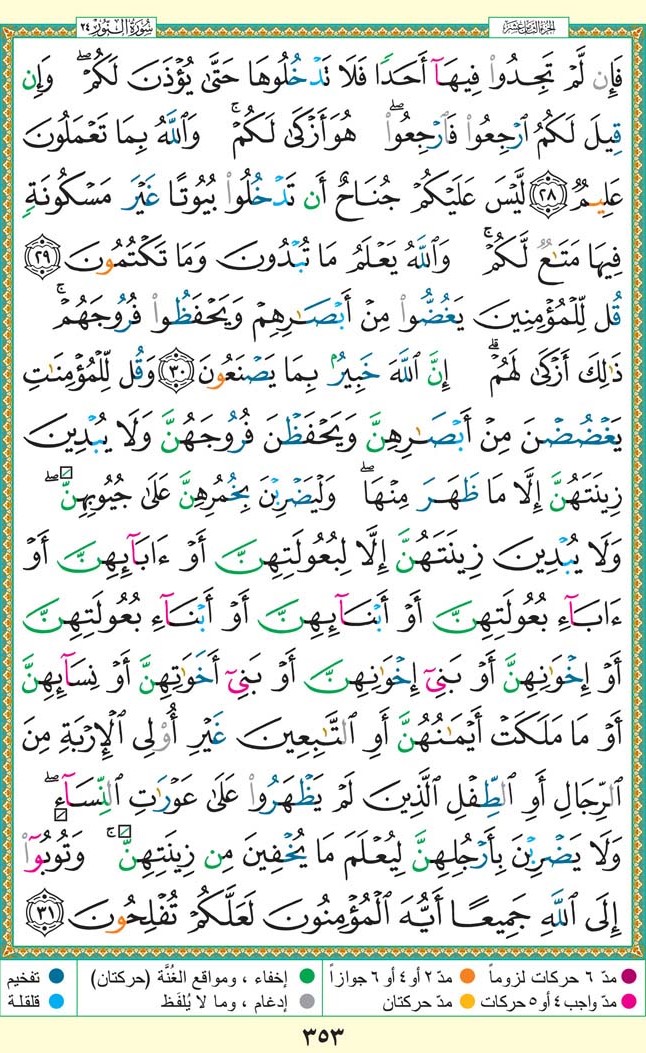 سُورَةُ النُّورِ ٢٤
الجزء الثامن عشر
فَإِن لَّمْ تَجِدُوا۟ فِيهَآ أَحَدًا فَلَا تَدْخُلُوهَا حَتَّىٰ يُؤْذَنَ لَكُمْ ۖ وَإِن
قِيلَ لَكُمُ ٱرْجِعُوا۟ فَٱرْجِعُوا۟ ۖ هُوَ أَزْكَىٰ لَكُمْ ۚ وَٱللَّهُ بِمَا تَعْمَلُونَ
عَلِيمٌ ۝٢٨ لَّيْسَ عَلَيْكُمْ جُنَاحٌ أَن تَدْخُلُوا۟ بُيُوتًا غَيْرَ مَسْكُونَةٍ
فِيهَا مَتَـٰعٌ لَّكُمْ ۚ وَٱللَّهُ يَعْلَمُ مَا تُبْدُونَ وَمَا تَكْتُمُونَ ۝٢٩
قُل لِّلْمُؤْمِنِينَ يَغُضُّوا۟ مِنْ أَبْصَـٰرِهِمْ وَيَحْفَظُوا۟ فُرُوجَهُمْ ۚ
ذَٰلِكَ أَزْكَىٰ لَهُمْ ۗ إِنَّ ٱللَّهَ خَبِيرٌۢ بِمَا يَصْنَعُونَ ۝٣٠ وَقُل لِّلْمُؤْمِنَـٰتِ
يَغْضُضْنَ مِنْ أَبْصَـٰرِهِنَّ وَيَحْفَظْنَ فُرُوجَهُنَّ وَلَا يُبْدِينَ
زِينَتَهُنَّ إِلَّا مَا ظَهَرَ مِنْهَا ۖ وَلْيَضْرِبْنَ بِخُمُرِهِنَّ عَلَىٰ جُيُوبِهِنَّ ۖ
وَلَا يُبْدِينَ زِينَتَهُنَّ إِلَّا لِبُعُولَتِهِنَّ أَوْ ءَابَآئِهِنَّ أَوْ
ءَابَآءِ بُعُولَتِهِنَّ أَوْ أَبْنَآئِهِنَّ أَوْ أَبْنَآءِ بُعُولَتِهِنَّ
أَوْ إِخْوَٰنِهِنَّ أَوْ بَنِىٓ إِخْوَٰنِهِنَّ أَوْ بَنِىٓ أَخَوَٰتِهِنَّ أَوْ نِسَآئِهِنَّ
أَوْ مَا مَلَكَتْ أَيْمَـٰنُهُنَّ أَوِ ٱلتَّـٰبِعِينَ غَيْرِ أُو۟لِى ٱلْإِرْبَةِ مِنَ
ٱلرِّجَالِ أَوِ ٱلطِّفْلِ ٱلَّذِينَ لَمْ يَظْهَرُوا۟ عَلَىٰ عَوْرَٰتِ ٱلنِّسَآءِ ۖ
وَلَا يَضْرِبْنَ بِأَرْجُلِهِنَّ لِيُعْلَمَ مَا يُخْفِينَ مِن زِينَتِهِنَّ ۚ وَتُوبُوٓا۟
إِلَى ٱللَّهِ جَمِيعًا أَيُّهَ ٱلْمُؤْمِنُونَ لَعَلَّكُمْ تُفْلِحُونَ ۝٣١
مدّ ٦ حركات لزوماً مدّ ٢ أو ٤ أو ٦ جوازاً إخفاء ، ومواقع الغُنَّة (حركتان) تفخيم
مدّ واجب ٤ أو ٥ حركات مدّ حركتان إدغام ، وما لا يُلفَظ قلقلة
٣٥٣